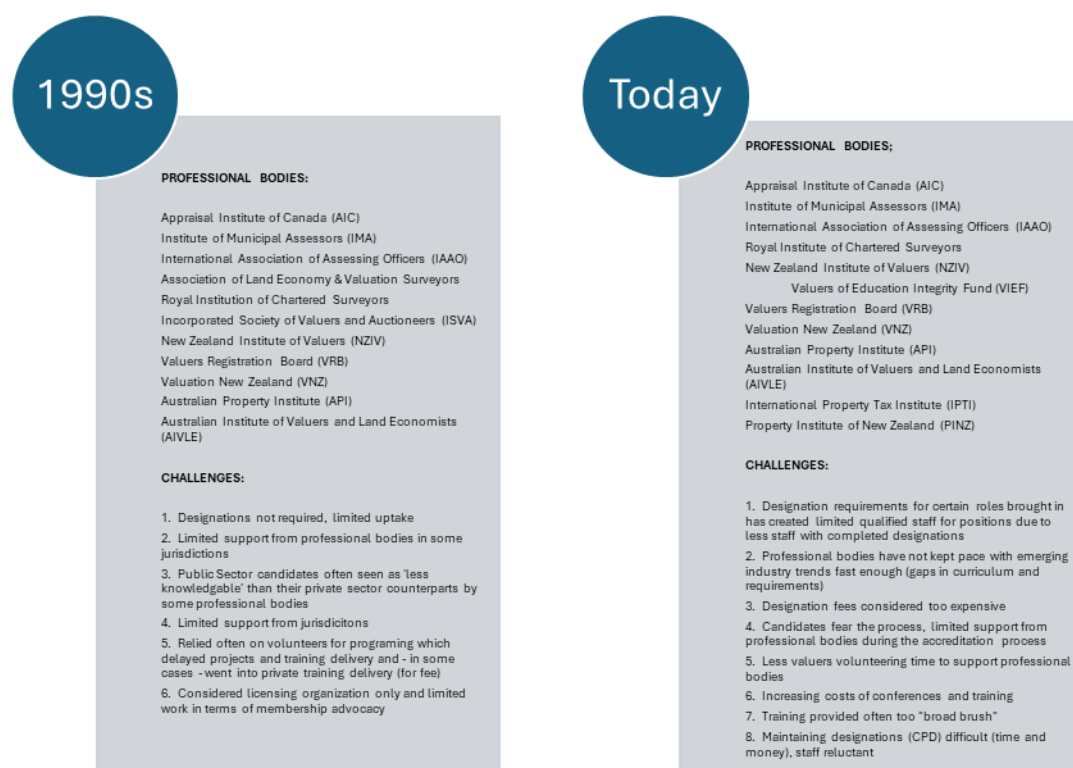 1990s
PROFESSIONAL BODIES:
Appraisal Institute of Canada (AIC)
Institute of Municipal Assessors (IMA)
International Association of Assessing Officers (IAAO)
Association of Land Economy & Valuation Surveyors
Royal Institution of Chartered Surveyors
Incorporated Society of Valuers and Auctioneers (ISVA)
New Zealand Institute of Valuers (NZIV)
Valuers Registration Board (VRB)
Valuation New Zealand (VNZ)
Australian Property Institute (API)
Australian Institute of Valuers and Land Economists
(AIVLE)
CHALLENGES:
1. Designations not required, limited uptake
2. Limited support from professional bodies in some
jurisdictions
3. Public Sector candidates often seen as 'less
knowledgable' than their private sector counterparts by
some professional bodies
4. Limited support from jurisdicitons
5. Relied often on volunteers for programing which
delayed projects and training delivery and - in some
cases - went into private training delivery (for fee)
6. Considered licensing organization only and limited
work in terms of membership advocacy
Today
PROFESSIONAL BODIES;
Appraisal Institute of Canada (AIC)
Institute of Municipal Assessors (IMA)
International Association of Assessing Officers (IAAO)
Royal Institute of Chartered Surveyors
New Zealand Institute of Valuers (NZIV)
Valuers of Education Integrity Fund (VIEF)
Valuers Registration Board (VRB)
Valuation New Zealand (VNZ)
Australian Property Institute (API)
Australian Institute of Valuers and Land Economists
(AIVLE)
International Property Tax Institute (IPTI)
Property Institute of New Zealand (PINZ)
CHALLENGES:
1. Designation requirements for certain roles brought in
has created limited qualified staff for positions due to
less staff with completed designations
2. Professional bodies have not kept pace with emerging
industry trends fast enough (gaps in curriculum and
requirements)
3. Designation fees considered too expensive
4. Candidates fear the process, limited support from
professional bodies during the accreditation process
5. Less valuers volunteering time to support professional
bodies
6. Increasing costs of conferences and training
7. Training provided often too "broad brush"
8. Maintaining designations (CPD) difficult (time and
money), staff reluctant